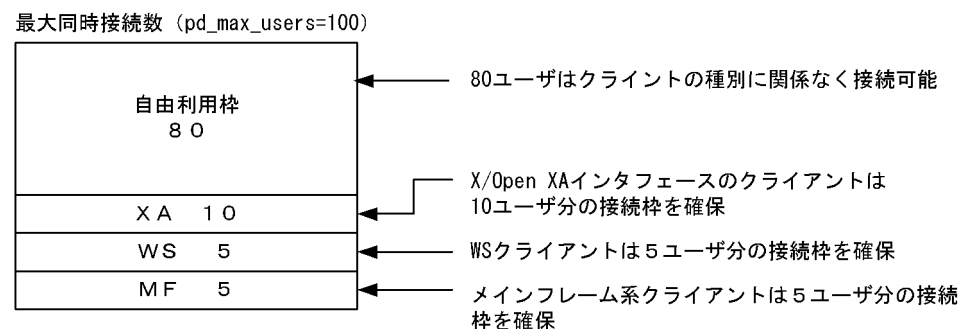 最大同時接続数（pd_max_users=100）
自由利用枠
８０
80ユーザはクライントの種別に関係なく接続可能
X/Open XAインタフェースのクライアントは
10ユーザ分の接続枠を確保
ＸＡ　１０
ＷＳ　５
WSクライアントは５ユーザ分の接続枠を確保
ＭＦ　５
メインフレーム系クライアントは５ユーザ分の接続
枠を確保